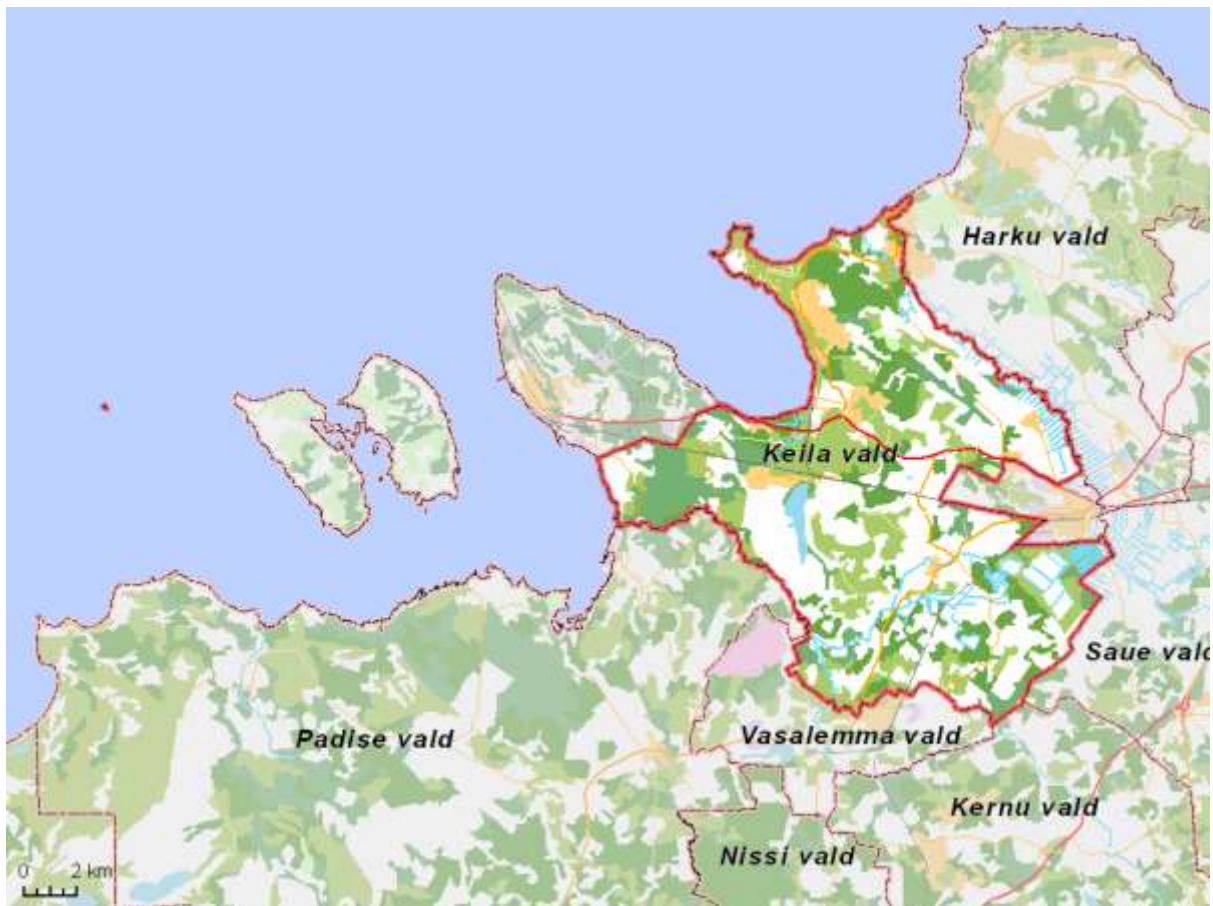 Harku vald
Keila vald
Saue vald
Padise vald
Vasalemma vald
Kernu vald
Nissi vald
0 2 km